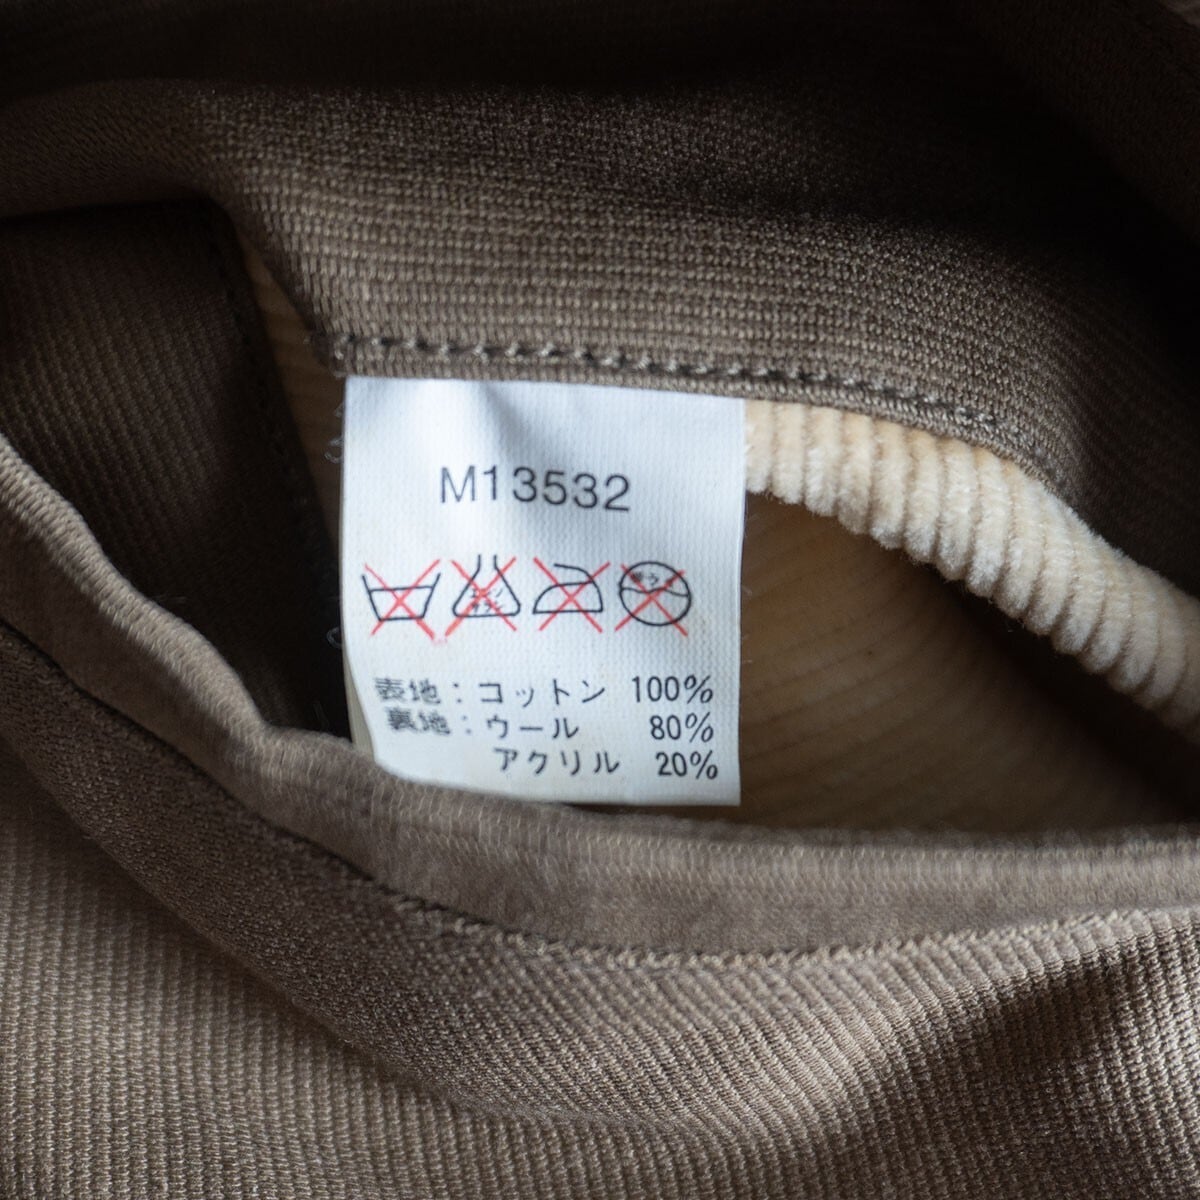 M13532
表地：コットン 100%
裏地：ウール 80%
アクリル 20%